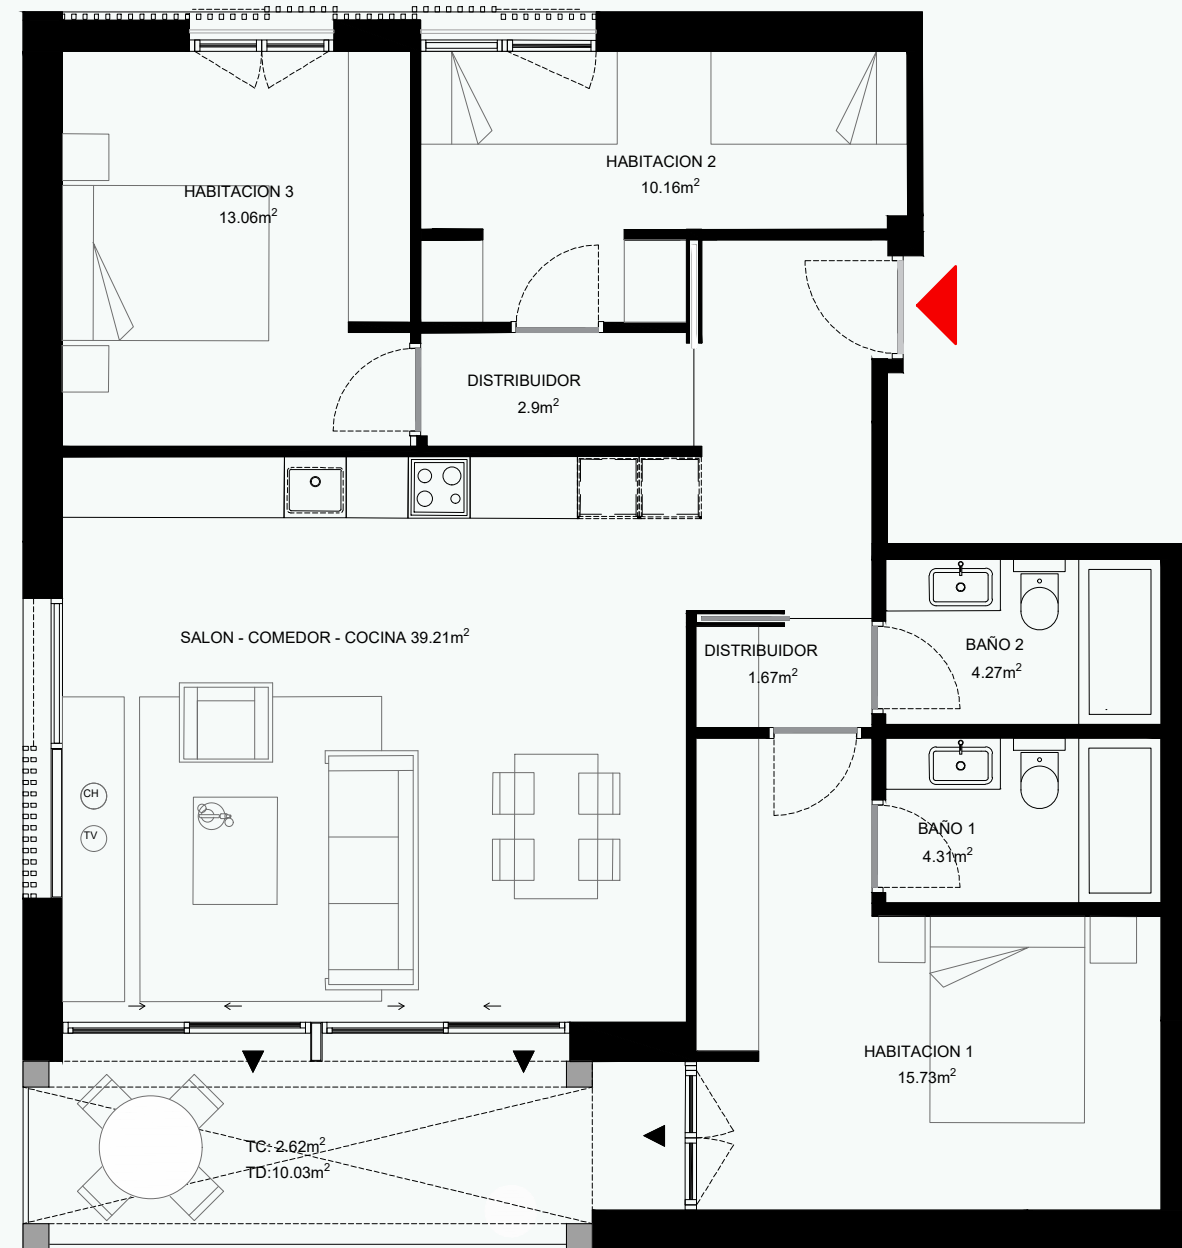 HABITACION 2
10.16m²
HABITACION 3
13.06m²
DISTRIBUIDOR
2.9m²
SALON - COMEDOR - COCINA 39.21m²
DISTRIBUIDOR
1.67m²
BAÑO 2
4.27m²
CH
TV
BAÑO 1
4.31m²
HABITACION 1
15.73m²
TC: 2.62m²
TD:10.03m²